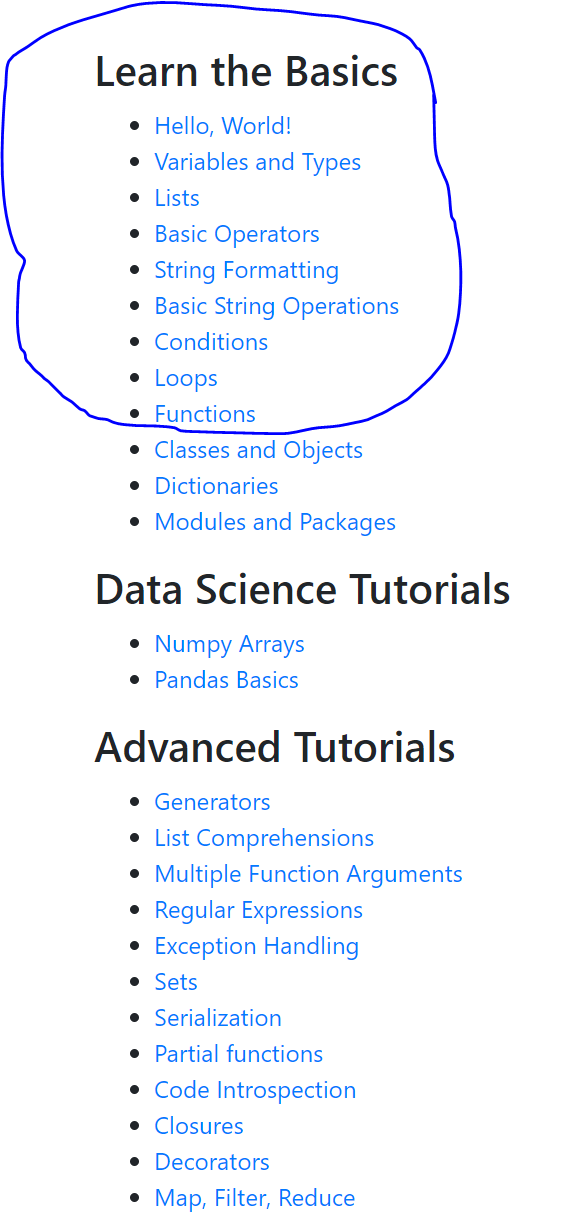 Learn the Basics
Hello, World!
Variables and Types
Lists
Basic Operators
String Formatting
Basic String Operations
Conditions
Loops
Functions
Classes and Objects
Dictionaries
Modules and Packages
Data Science Tutorials
Numpy Arrays
Pandas Basics
Advanced Tutorials
Generators
List Comprehensions
Multiple Function Arguments
Regular Expressions
Exception Handling
Sets
Serialization
Partial functions
Code Introspection
Closures
Decorators
Map, Filter, Reduce